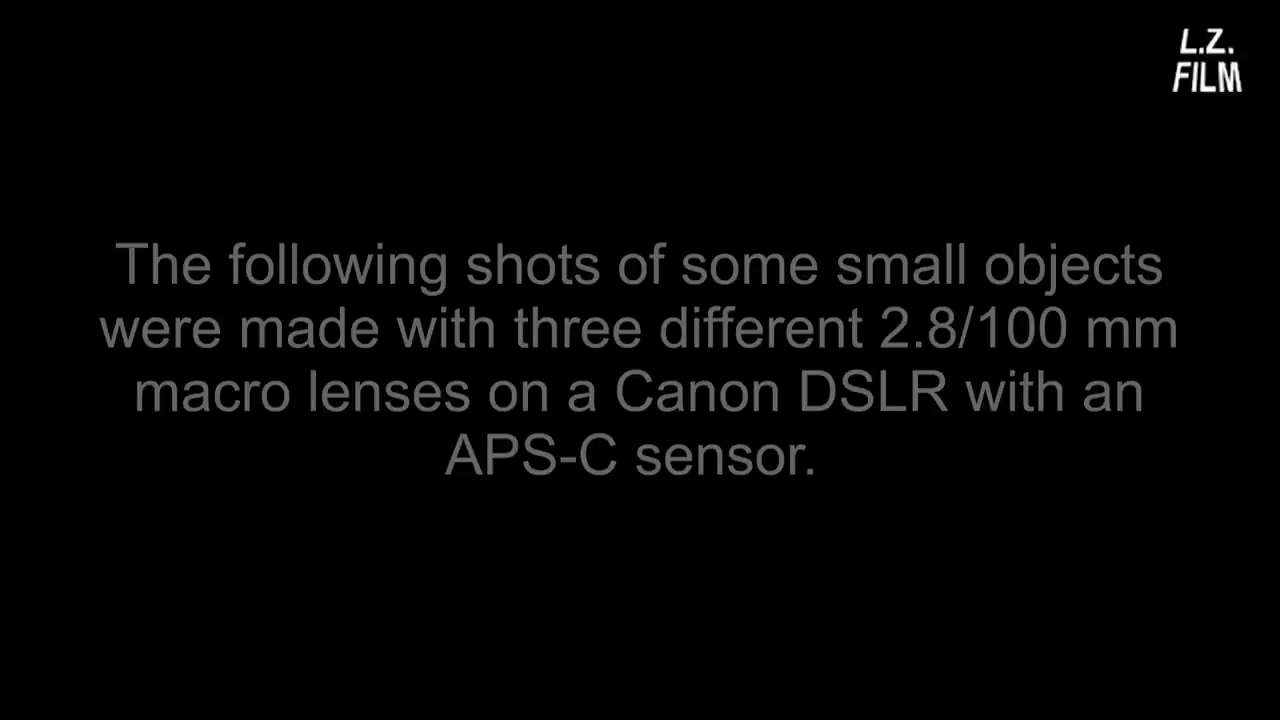 L.Z.
FILM
The following shots of some small objects
were made with three different 2.8/100 mm
macro lenses on a Canon DSLR with an
APS-C sensor.